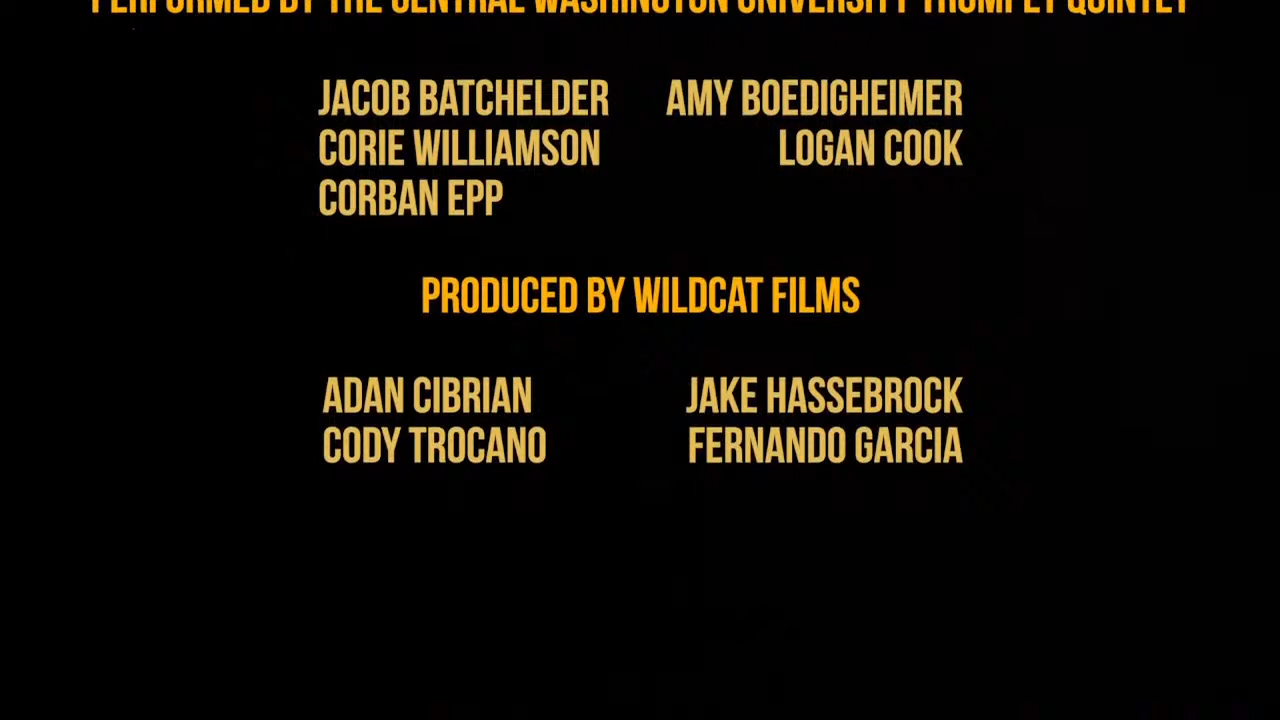 PERFORMED BY THE CENTRAL WASHINGTON UNIVERSITY TRUMPET QUINTET
JACOB BATCHELDER AMY BOEDIGHEIMER
CORIE WILLIAMSON LOGAN COOK
CORBAN EPP
PRODUCED BY WILDCAT FILMS
ADAN CIBRIAN JAKE HASSEBROCK
CODY TROCANO FERNANDO GARCIA